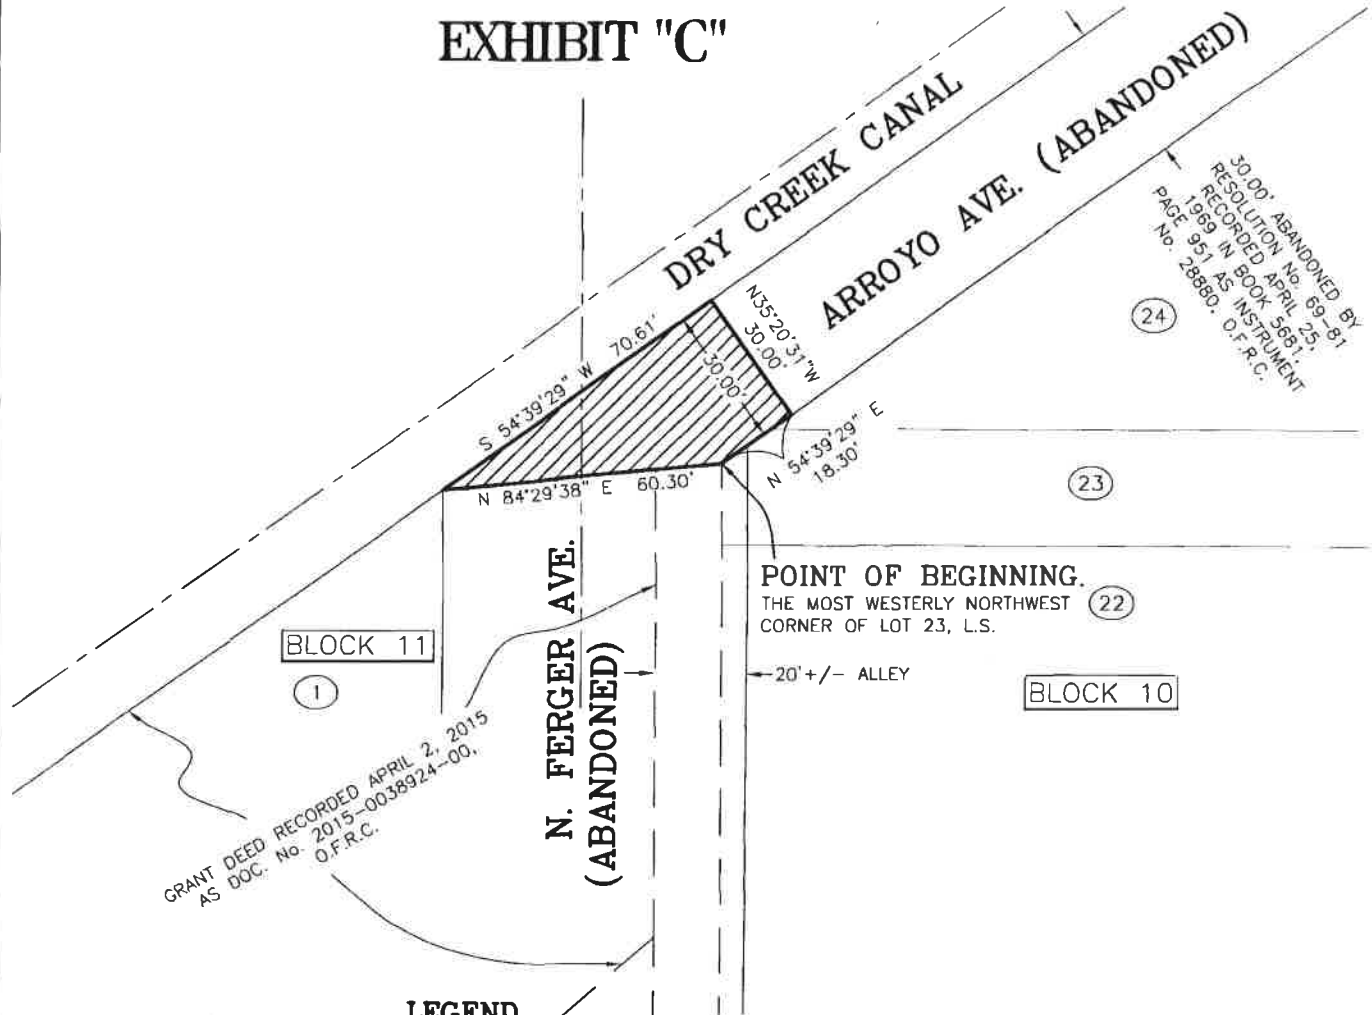 EXHIBIT "C"
DRY CREEK CANAL
ARROYO AVE. (ABANDONED)
30.00' ABANDONED BY
RESOLUTION No. 69-81
RECORDED APRIL 25,
1969 IN BOOK 5681,
PAGE 951 AS INSTRUMENT
No. 28880, O.F.R.C.
24
N35°20'31"W
30.00'
30.00'
S 54°39'29" W 70.61'
N 54°39'29" E
18.30'
N 84°29'38" E 60.30'
23
POINT OF BEGINNING.
THE MOST WESTERLY NORTHWEST
CORNER OF LOT 23, L.S.
22
BLOCK 11
1
N. FERGER AVE.
(ABANDONED)
20'+/- ALLEY
BLOCK 10
GRANT DEED RECORDED APRIL 2, 2015
AS DOC. No. 2015-0038924-00,
O.F.R.C.
LEGEND